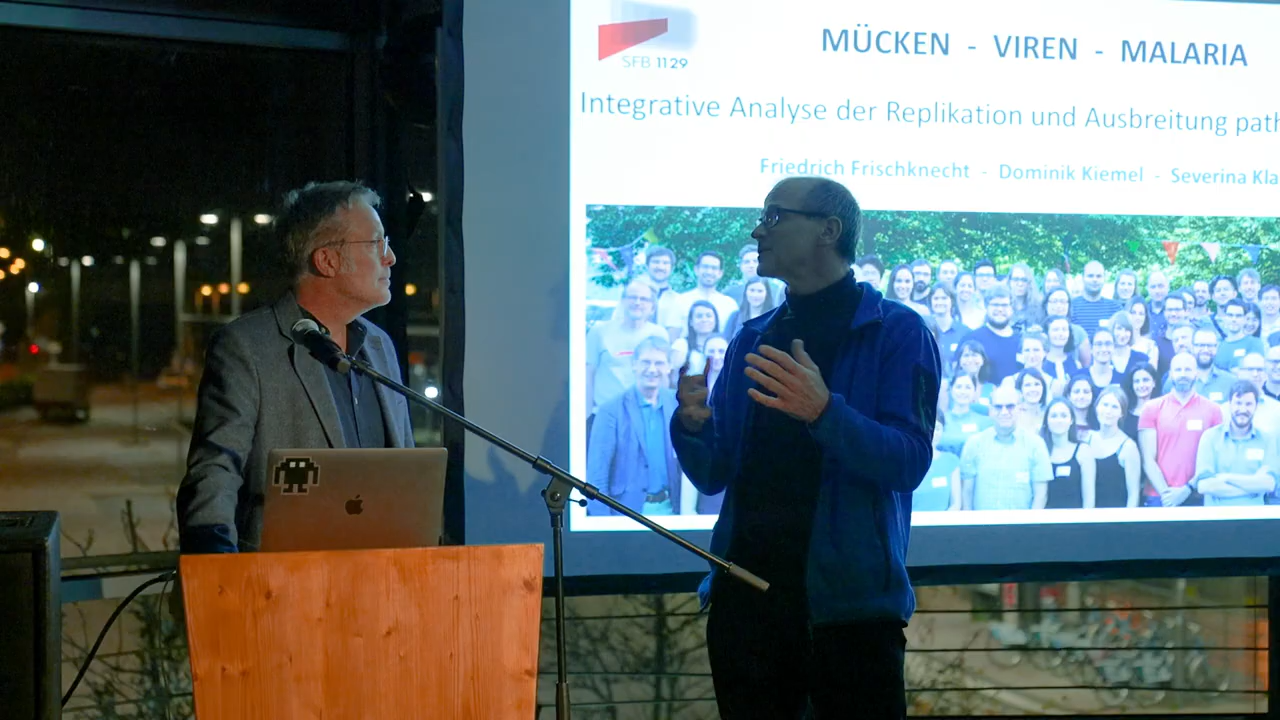 SFB 1129
MÜCKEN - VIREN - MALARIA
Integrative Analyse der Replikation und Ausbreitung path
Friedrich Frischknecht - Dominik Kiemel - Severina Kla